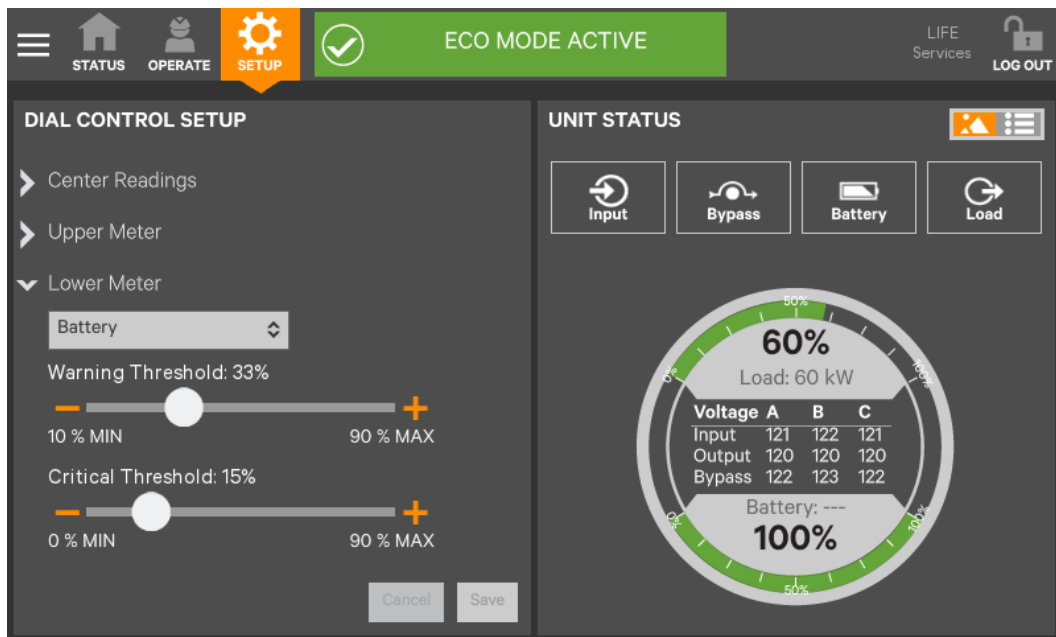 STATUS
OPERATE
SETUP
ECO MODE ACTIVE
LIFE
Services
LOG OUT
DIAL CONTROL SETUP
Center Readings
Upper Meter
Lower Meter
Battery
Warning Threshold: 33%
10 % MIN 90 % MAX
Critical Threshold: 15%
0 % MIN 90 % MAX
Cancel Save
UNIT STATUS
Input Bypass Battery Load
50%
60%
0% 100%
Load: 60 kW
Voltage A B C
Input 121 122 121
Output 120 120 120
Bypass 122 123 122
Battery: ---
0% 100%
100%
50%